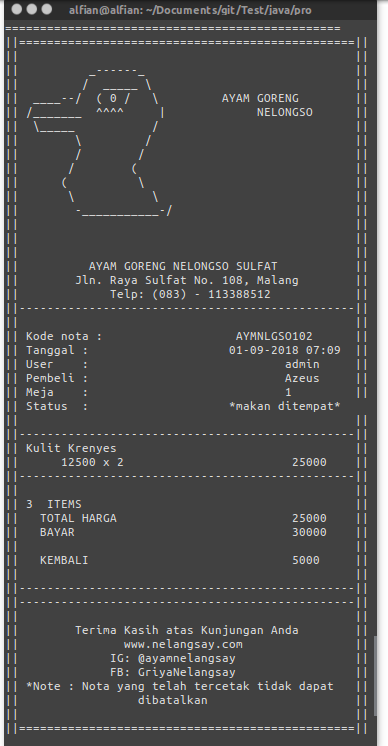 alfian@alfian: ~/Documents/git/Test/java/pro
AYAM GORENG
NELONGSO
AYAM GORENG NELONGSO SULFAT
Jln. Raya Sulfat No. 108, Malang
Telp: (083) - 113388512
Kode nota : AYMNLGSO102
Tanggal : 01-09-2018 07:09
User : admin
Pembeli : Azeus
Meja : 1
Status : *makan ditempat*
Kulit Krenyes
12500 x 2 25000
3 ITEMS
TOTAL HARGA 25000
BAYAR 30000
KEMBALI 5000
Terima Kasih atas Kunjungan Anda
www.nelangsay.com
IG: @ayamnelangsay
FB: GriyaNelangsay
*Note : Nota yang telah tercetak tidak dapat
dibatalkan